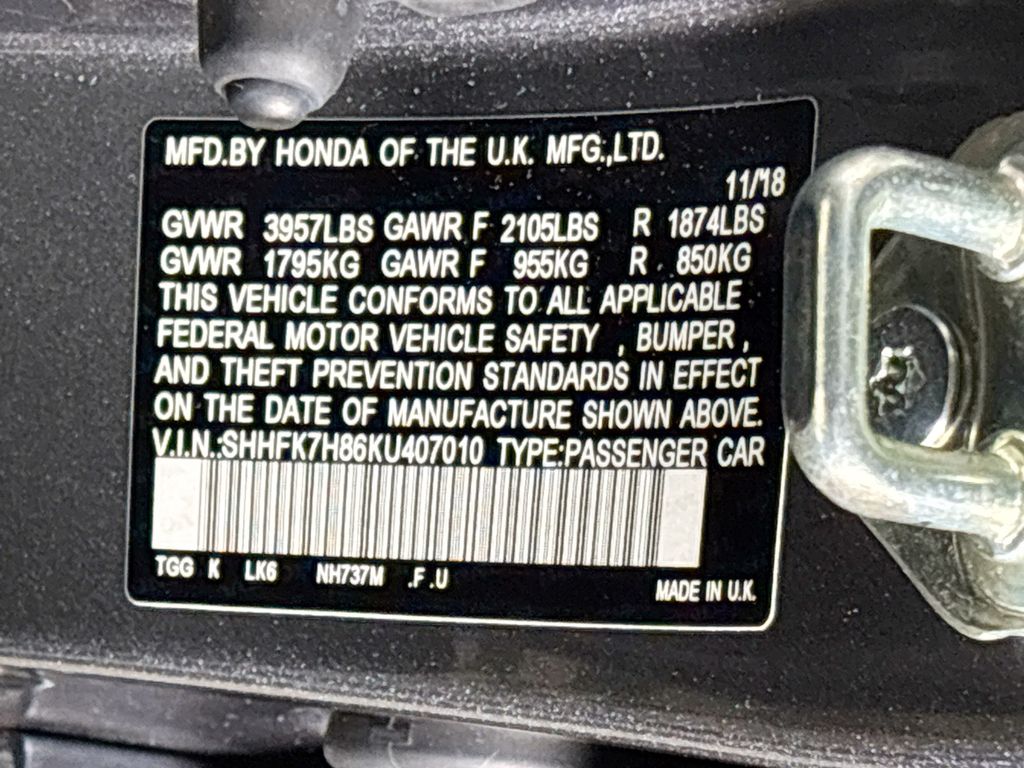 MFD.BY HONDA OF THE U.K. MFG.,LTD.
11/18
GVWR 3957LBS GAWR F 2105LBS R 1874LBS
GVWR 1795KG GAWR F 955KG R 850KG
THIS VEHICLE CONFORMS TO ALL APPLICABLE
FEDERAL MOTOR VEHICLE SAFETY , BUMPER ,
AND THEFT PREVENTION STANDARDS IN EFFECT
ON THE DATE OF MANUFACTURE SHOWN ABOVE.
V.I.N.:SHHFK7H86KU407010 TYPE:PASSENGER CAR
TGG K LK6 NH737M .F .U
MADE IN U.K.